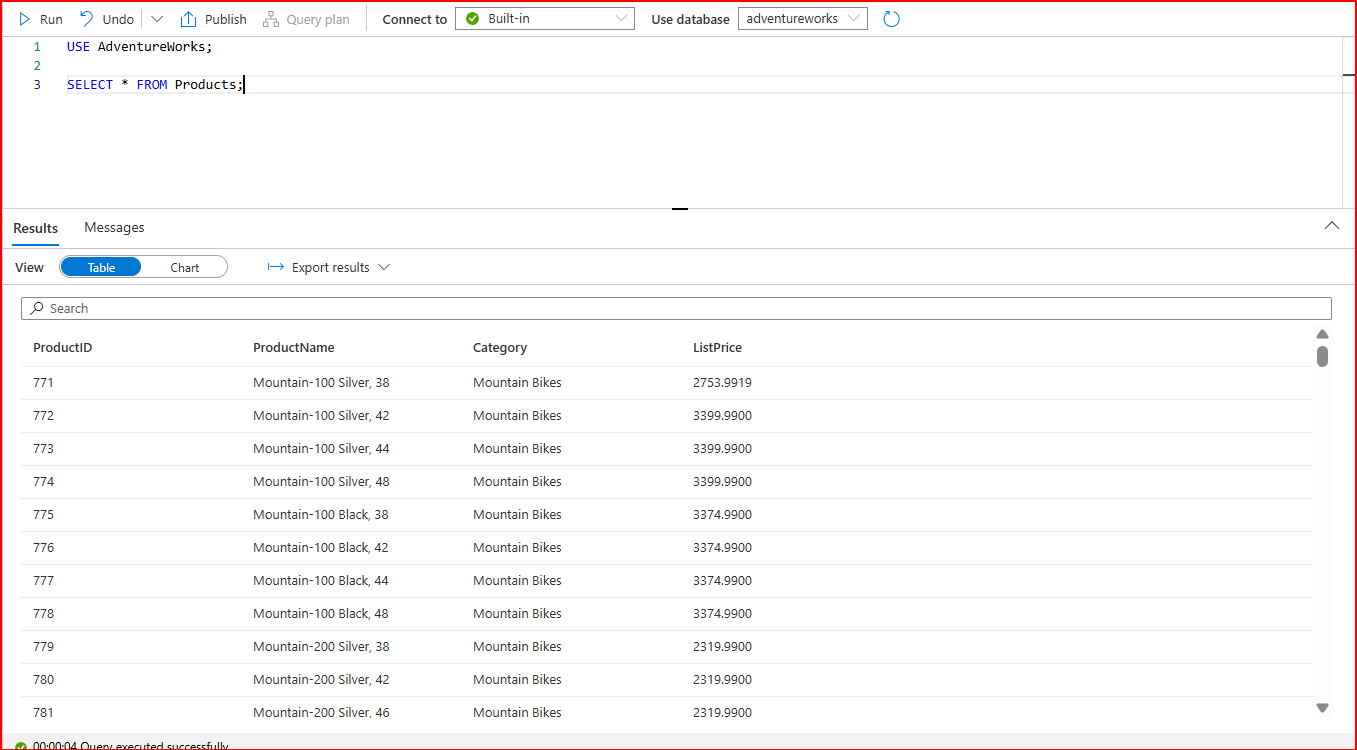 Run Undo Publish Query plan Connect to Built-in Use database adventureworks
1 USE AdventureWorks;
2
3 SELECT * FROM Products;
Results Messages
View Table Chart Export results
Search
ProductID ProductName Category ListPrice
771 Mountain-100 Silver, 38 Mountain Bikes 2753.9919
772 Mountain-100 Silver, 42 Mountain Bikes 3399.9900
773 Mountain-100 Silver, 44 Mountain Bikes 3399.9900
774 Mountain-100 Silver, 48 Mountain Bikes 3399.9900
775 Mountain-100 Black, 38 Mountain Bikes 3374.9900
776 Mountain-100 Black, 42 Mountain Bikes 3374.9900
777 Mountain-100 Black, 44 Mountain Bikes 3374.9900
778 Mountain-100 Black, 48 Mountain Bikes 3374.9900
779 Mountain-200 Silver, 38 Mountain Bikes 2319.9900
780 Mountain-200 Silver, 42 Mountain Bikes 2319.9900
781 Mountain-200 Silver, 46 Mountain Bikes 2319.9900
00:00:04 Query executed successfully